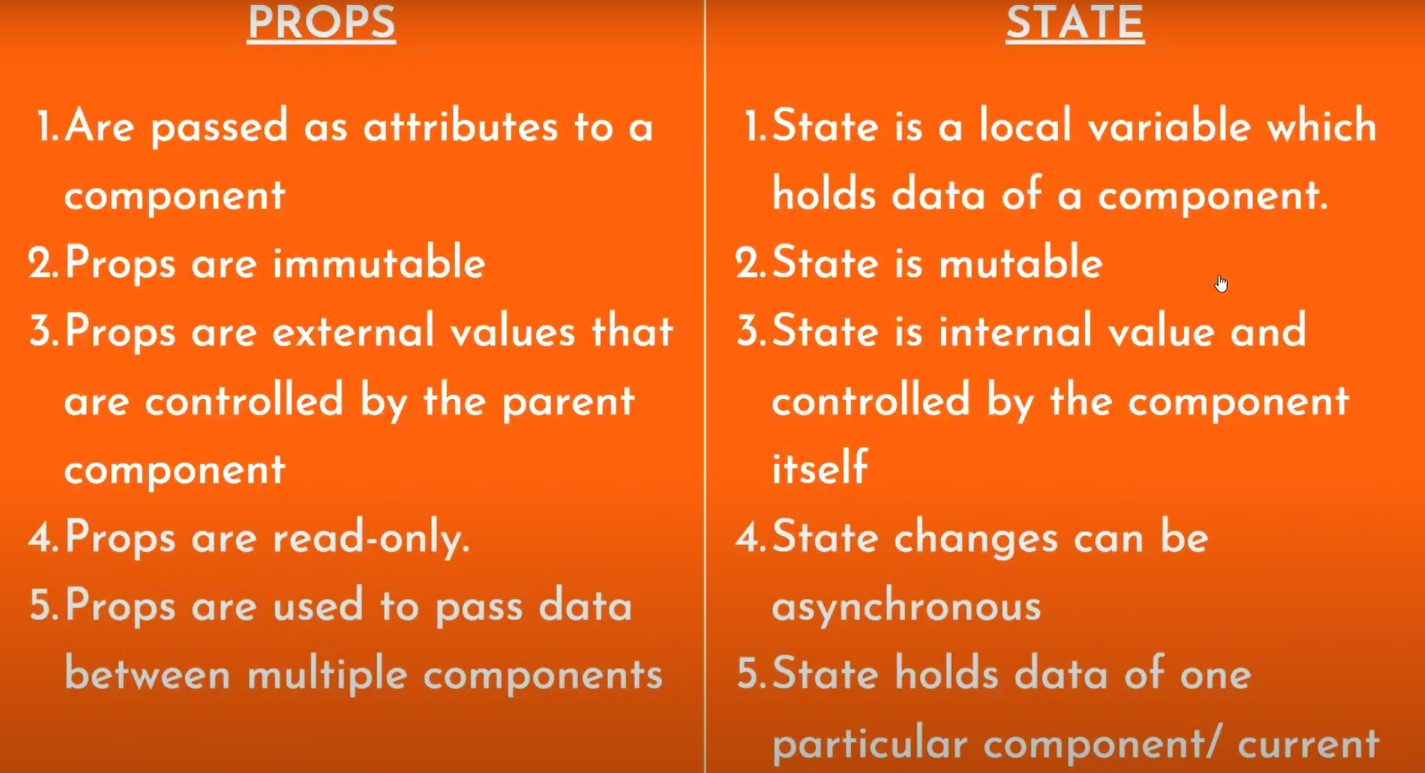 PROPS
1. Are passed as attributes to a
component
2. Props are immutable
3. Props are external values that
are controlled by the parent
component
4. Props are read-only.
5. Props are used to pass data
between multiple components
STATE
1. State is a local variable which
holds data of a component.
2. State is mutable
3. State is internal value and
controlled by the component
itself
4. State changes can be
asynchronous
5. State holds data of one
particular component/ current